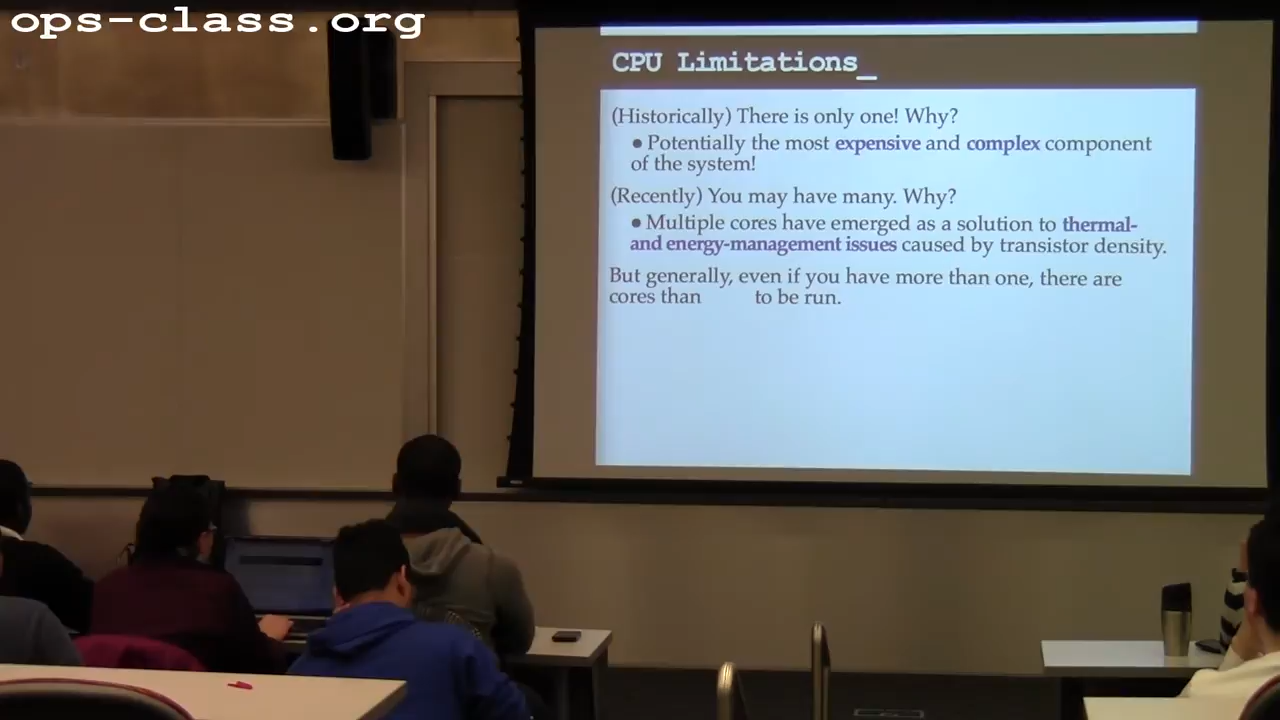 ops-class.org
CPU Limitations_
(Historically) There is only one! Why?
● Potentially the most expensive and complex component
of the system!
(Recently) You may have many. Why?
● Multiple cores have emerged as a solution to thermal-
and energy-management issues caused by transistor density.
But generally, even if you have more than one, there are
cores than to be run.